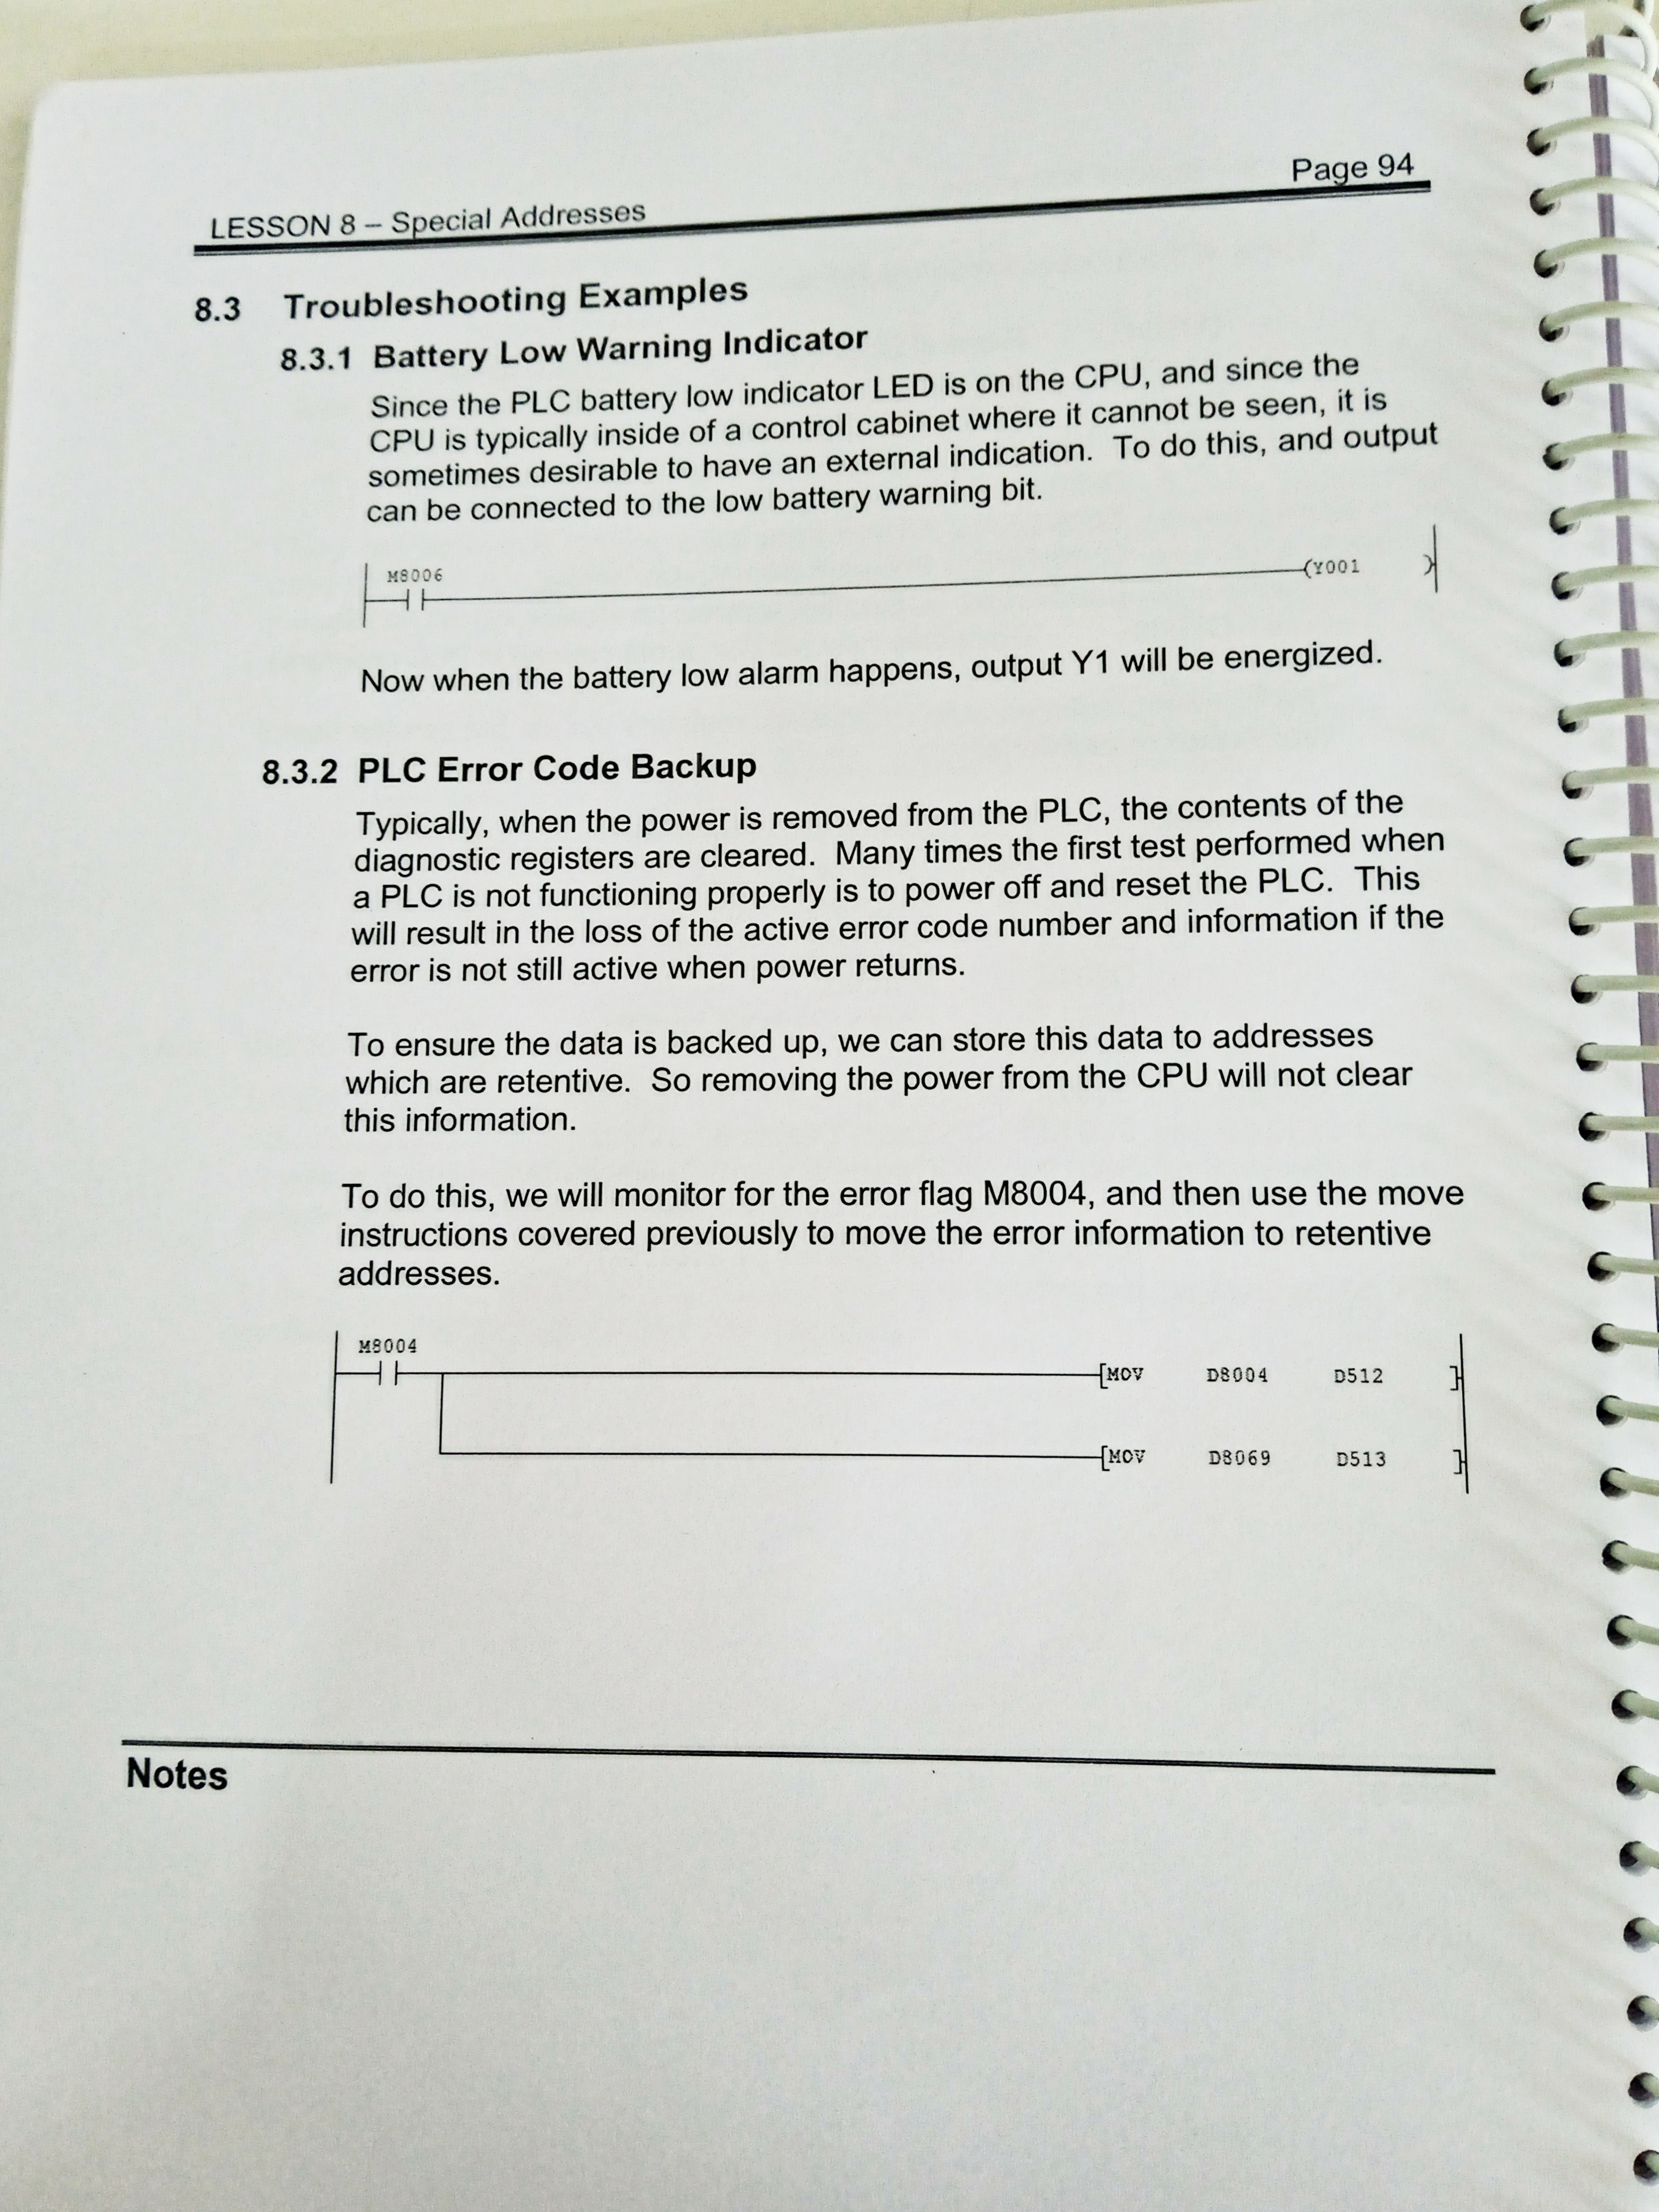 Page 94
LESSON 8 – Special Addresses
8.3 Troubleshooting Examples
8.3.1 Battery Low Warning Indicator
Since the PLC battery low indicator LED is on the CPU, and since the
CPU is typically inside of a control cabinet where it cannot be seen, it is
sometimes desirable to have an external indication. To do this, and output
can be connected to the low battery warning bit.
M8006
Y001
Now when the battery low alarm happens, output Y1 will be energized.
8.3.2 PLC Error Code Backup
Typically, when the power is removed from the PLC, the contents of the
diagnostic registers are cleared. Many times the first test performed when
a PLC is not functioning properly is to power off and reset the PLC. This
will result in the loss of the active error code number and information if the
error is not still active when power returns.
To ensure the data is backed up, we can store this data to addresses
which are retentive. So removing the power from the CPU will not clear
this information.
To do this, we will monitor for the error flag M8004, and then use the move
instructions covered previously to move the error information to retentive
addresses.
M8004
MOV D8004 D512
MOV D8069 D513
Notes